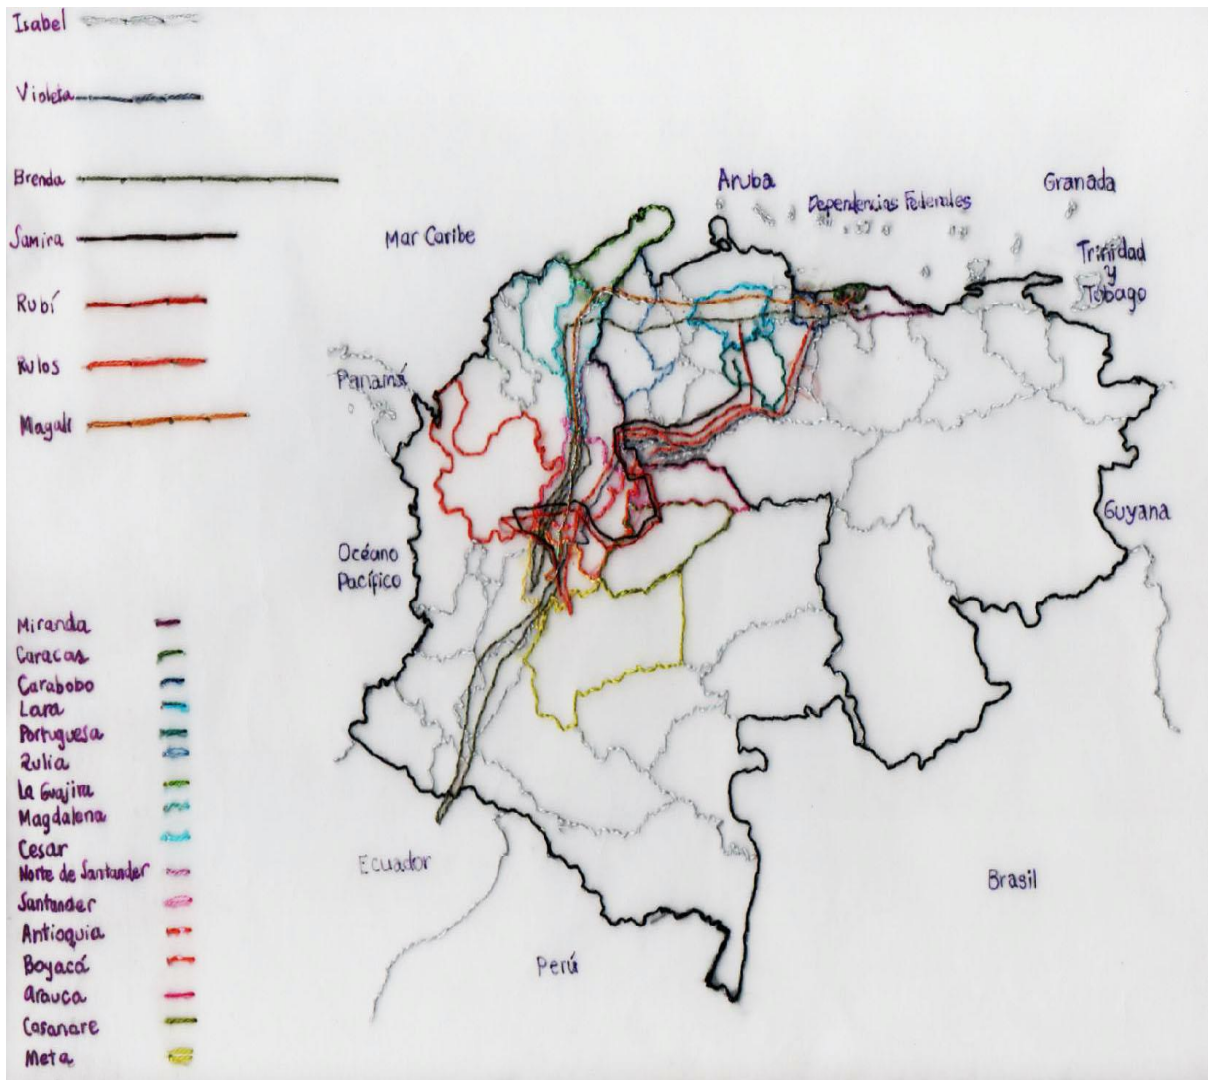 Isabel
Violeta
Brenda
Samira
Rubí
Rulos
Magali
Aruba
Dependencias Federales
Granada
Mar Caribe
Trinidad
y
Tobago
Panamá
Océano
Pacífico
Guyana
Ecuador
Perú
Brasil
Miranda
Caracas
Carabobo
Lara
Portuguesa
Zulia
La Guajira
Magdalena
Cesar
Norte de Santander
Santander
Antioquia
Boyacá
Arauca
Casanare
Meta